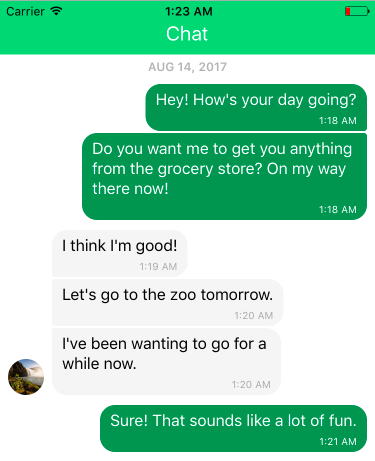 Carrier 1:23 AM
Chat
AUG 14, 2017
Hey! How's your day going?
1:18 AM
Do you want me to get you anything
from the grocery store? On my way
there now!
1:18 AM
I think I'm good!
1:19 AM
Let's go to the zoo tomorrow.
1:20 AM
I've been wanting to go for a
while now.
1:20 AM
Sure! That sounds like a lot of fun.
1:21 AM